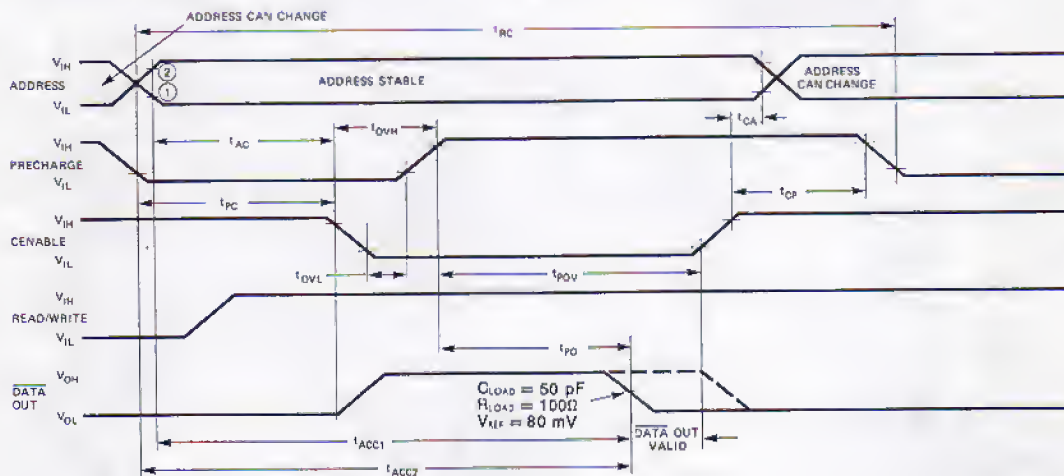 ADDRESS CAN CHANGE
tRC
VIH
ADDRESS
VIL
②
①
ADDRESS STABLE
ADDRESS
CAN CHANGE
tCA
tOVH
tAC
VIH
PRECHARGE
VIL
tPC
tCP
VIH
CENABLE
VIL
tOVL
tPOV
VIH
READ/WRITE
VIL
tPO
VOH
DATA
OUT
VOL
CLOAD = 50 pF
RLOAD = 100Ω
VREF = 80 mV
DATA OUT
VALID
tACC1
tACC2